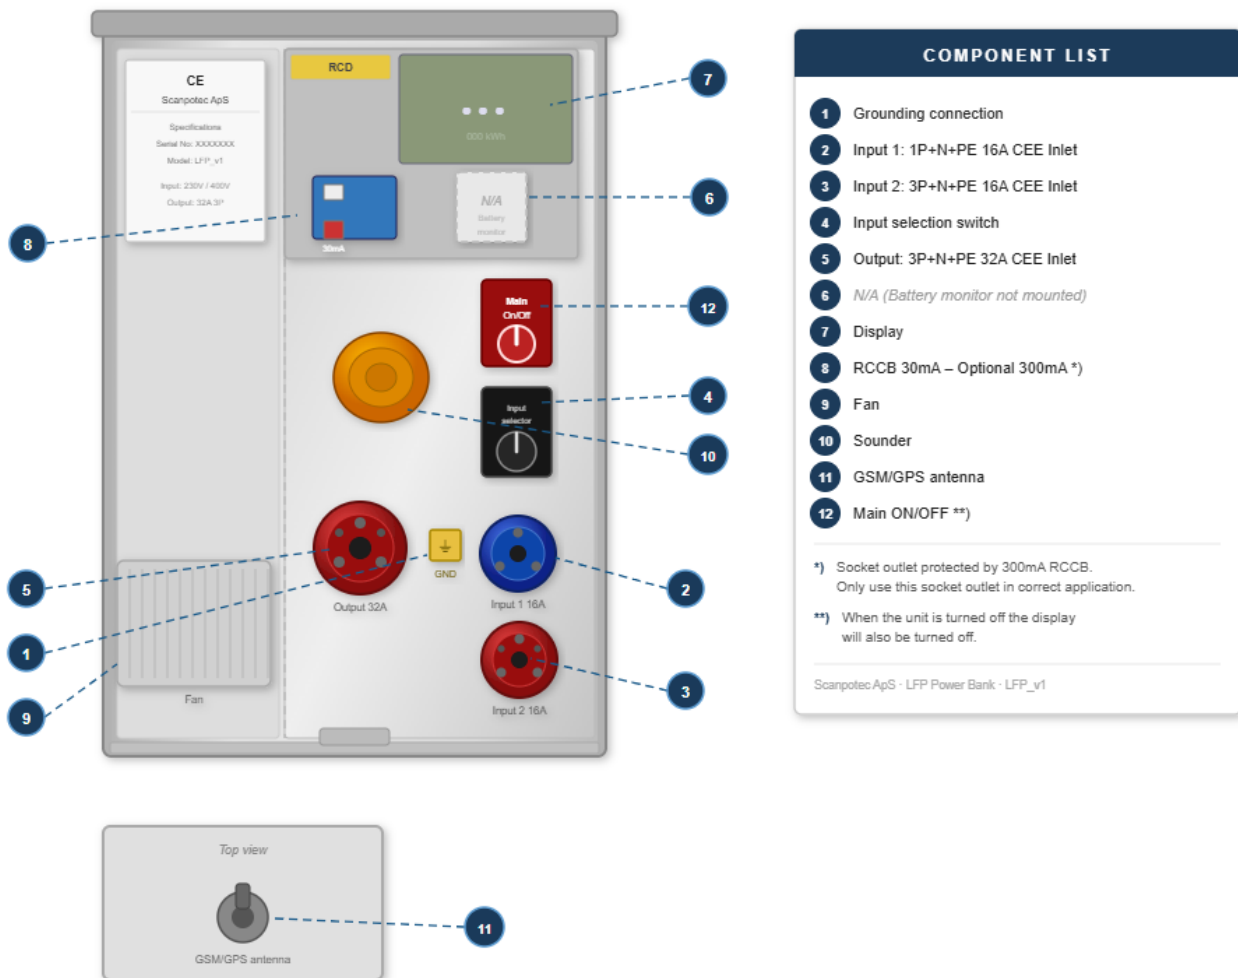 CE
Scanpotec ApS
Specifications
Serial No: XXXXXXX
Model: LFP_v1
Input: 230V / 400V
Output: 32A 3P
RCD
000 kWh
N/A
Battery
monitor
30mA
Main
On/Off
Input
selector
Output 32A
GND
Input 1 16A
Input 2 16A
Fan
7
6
8
12
4
10
5
2
1
3
9
Top view
GSM/GPS antenna
11
COMPONENT LIST
1 Grounding connection
2 Input 1: 1P+N+PE 16A CEE Inlet
3 Input 2: 3P+N+PE 16A CEE Inlet
4 Input selection switch
5 Output: 3P+N+PE 32A CEE Inlet
6 N/A (Battery monitor not mounted)
7 Display
8 RCCB 30mA – Optional 300mA *)
9 Fan
10 Sounder
11 GSM/GPS antenna
12 Main ON/OFF **)
*) Socket outlet protected by 300mA RCCB.
Only use this socket outlet in correct application.
**) When the unit is turned off the display
will also be turned off.
Scanpotec ApS · LFP Power Bank · LFP_v1